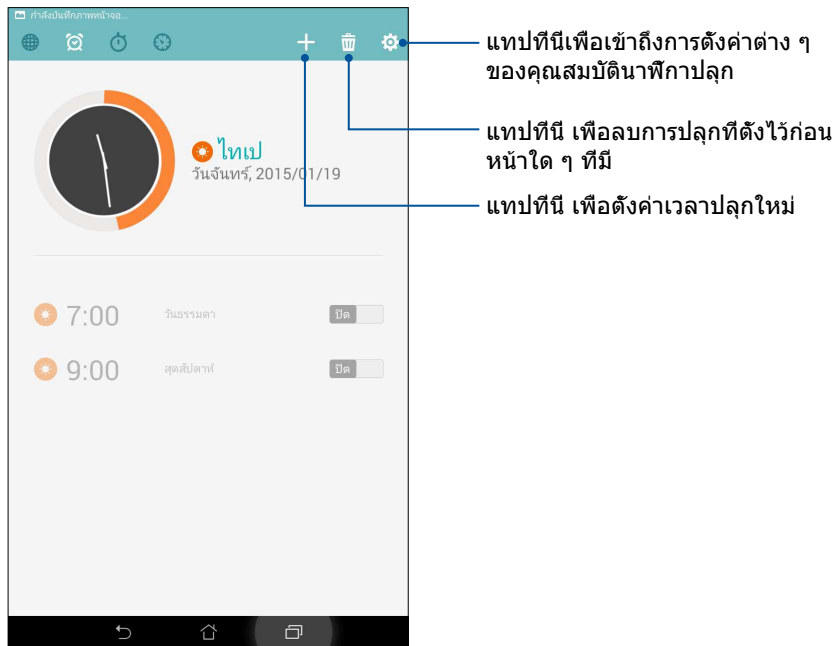 กำลังบันทึกภาพหน้าจอ...
แทปที่นี่เพื่อเข้าถึงการตั้งค่าต่าง ๆ
ของคุณสมบัตินาฬิกาปลุก
ไทเป
วันจันทร์, 2015/01/19
แทปที่นี่ เพื่อลบการปลุกที่ตั้งไว้ก่อน
หน้าใด ๆ ที่มี
แทปที่นี่ เพื่อตั้งค่าเวลาปลุกใหม่
7:00 วันธรรมดา ปิด
9:00 สุดสัปดาห์ ปิด